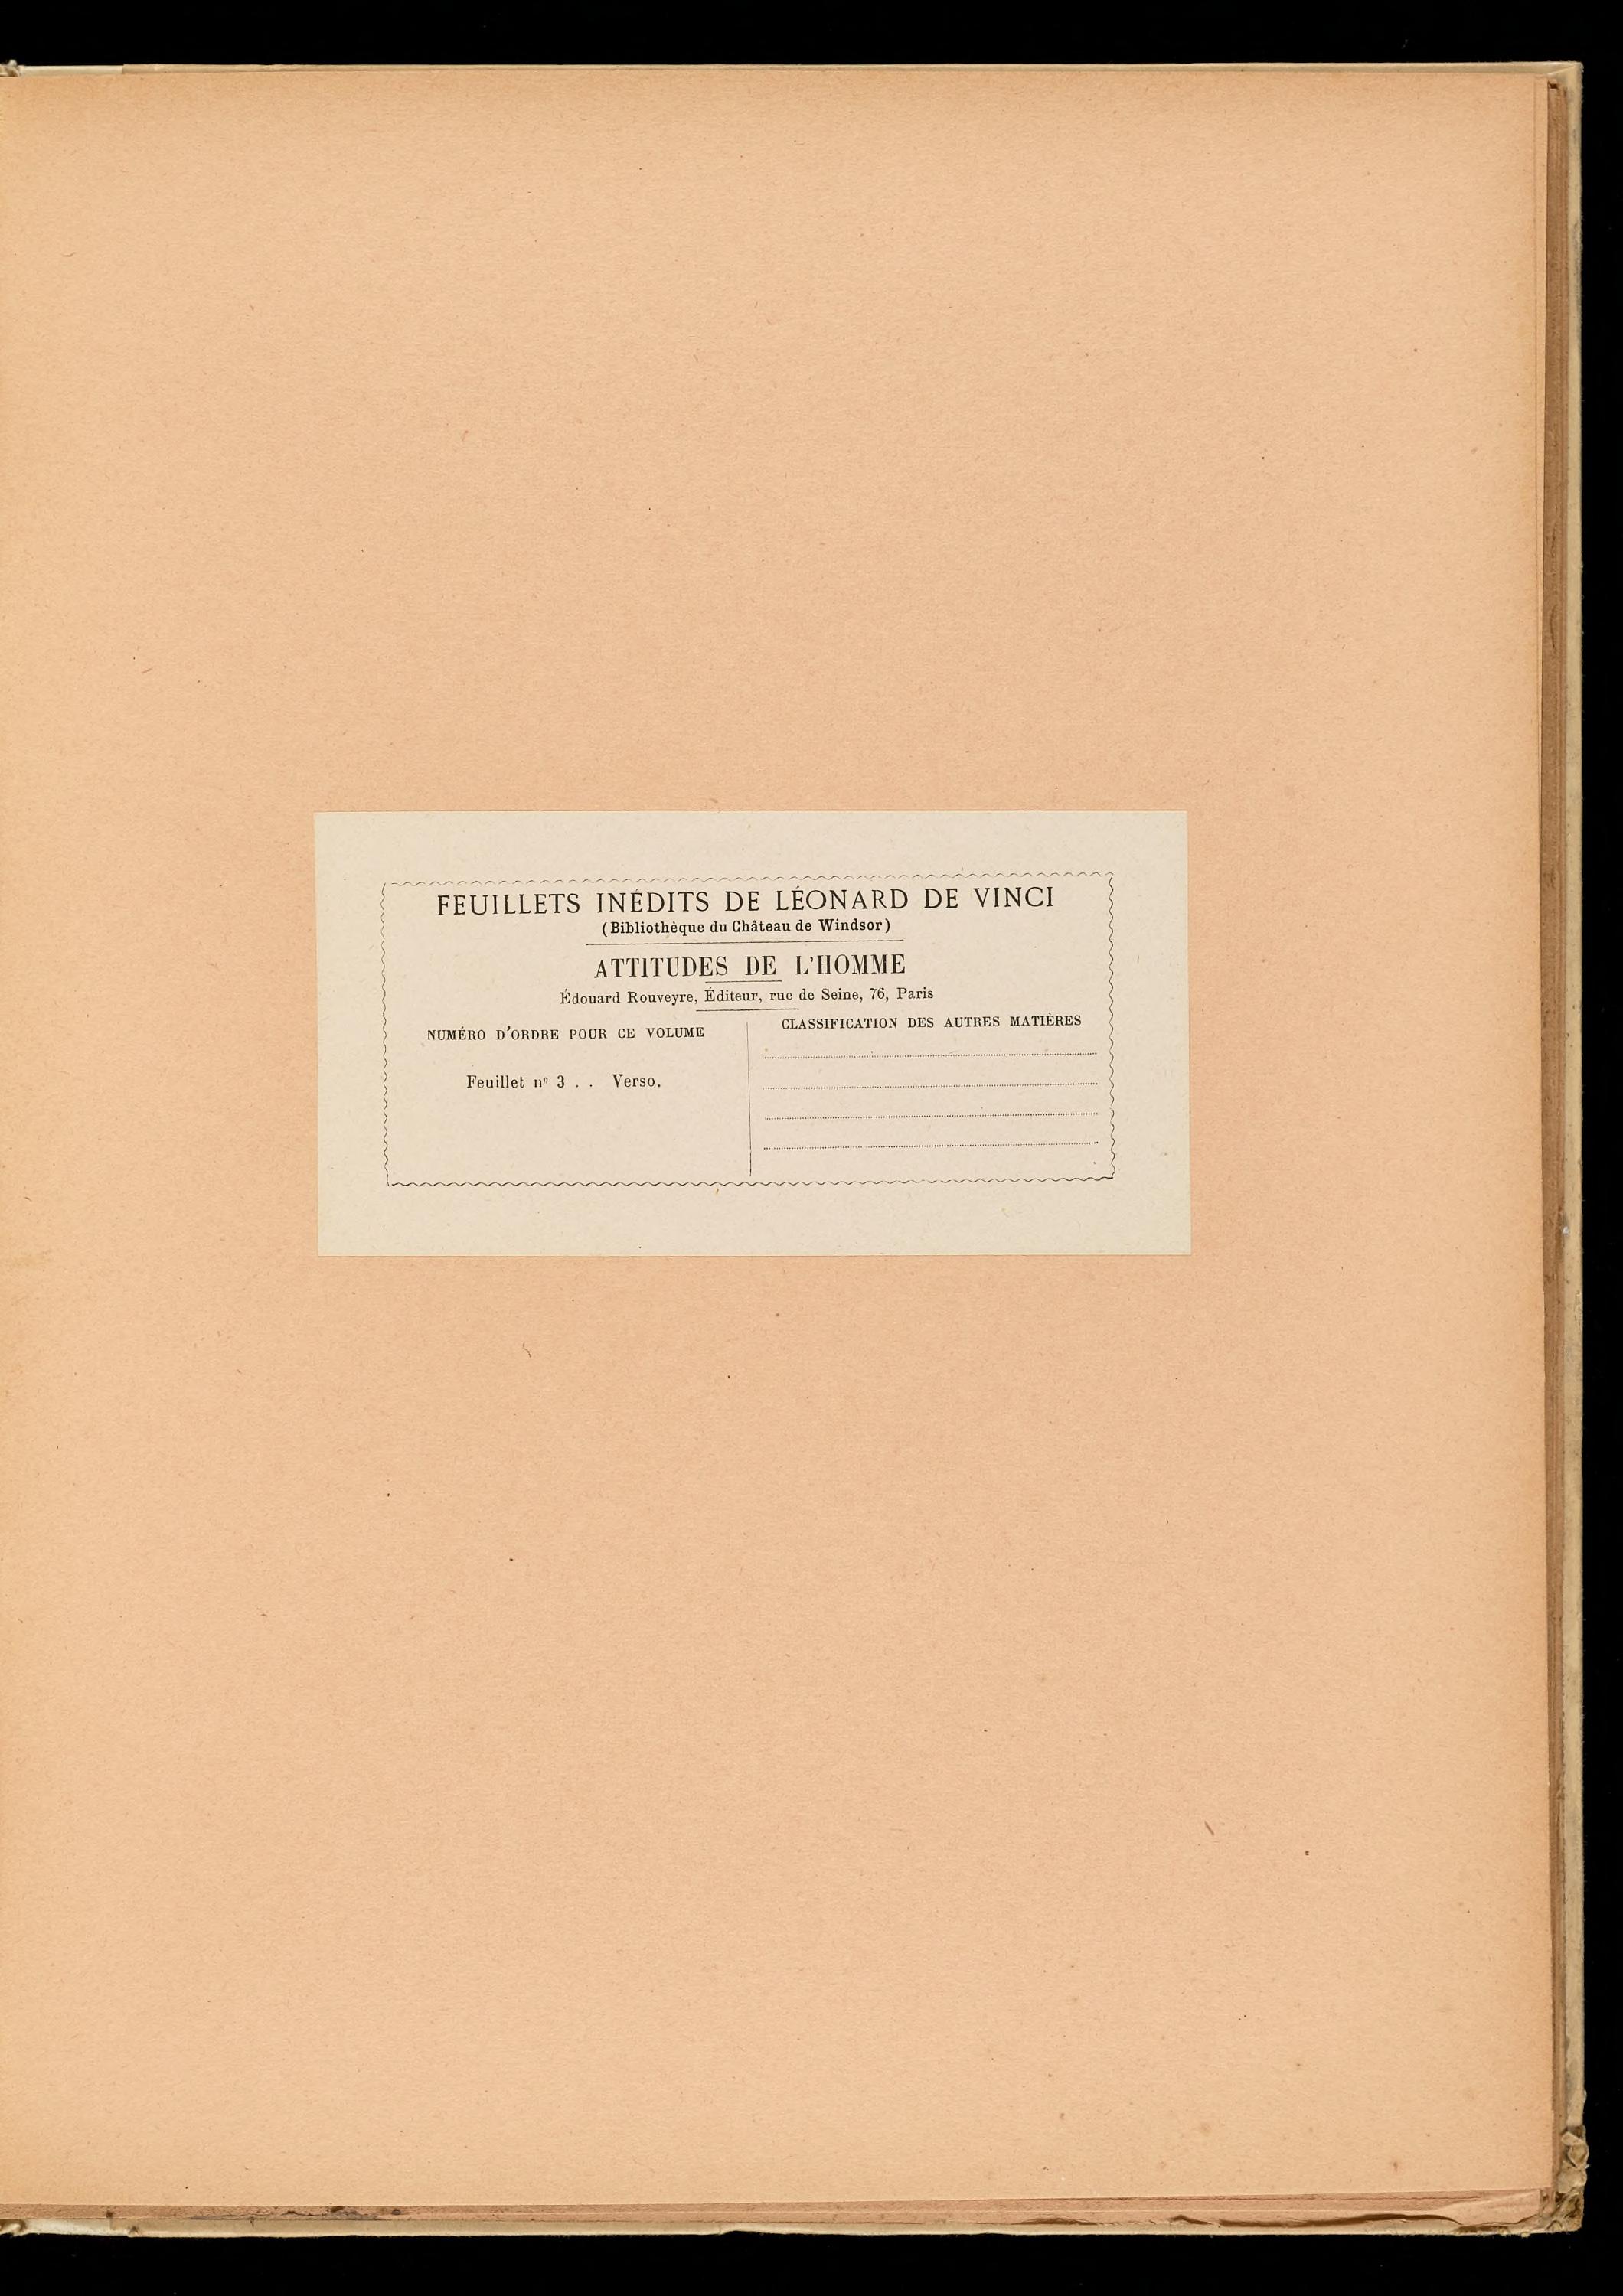 FEUILLETS INÉDITS DE LÉONARD DE VINCI
(Bibliothèque du Château de Windsor)
ATTITUDES DE L'HOMME
Édouard Rouveyre, Éditeur, rue de Seine, 76, Paris
NUMÉRO D'ORDRE POUR CE VOLUME
Feuillet nº 3 . . Verso.
CLASSIFICATION DES AUTRES MATIÈRES